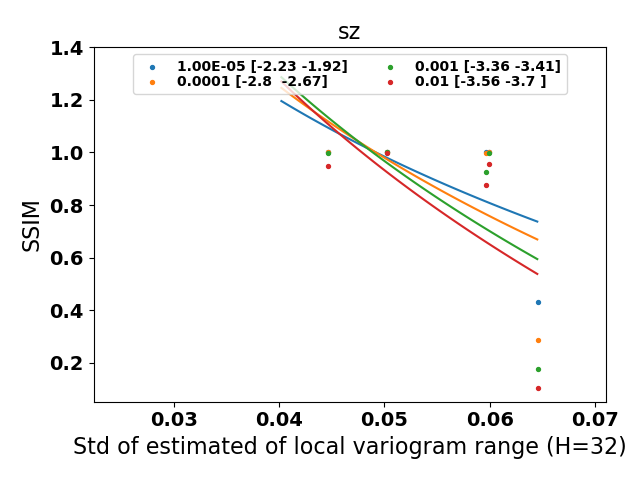 sz
1.00E-05 [-2.23 -1.92]
0.0001 [-2.8 -2.67]
0.001 [-3.36 -3.41]
0.01 [-3.56 -3.7 ]
1.4
1.2
1.0
0.8
0.6
0.4
0.2
SSIM
0.03 0.04 0.05 0.06 0.07
Std of estimated of local variogram range (H=32)